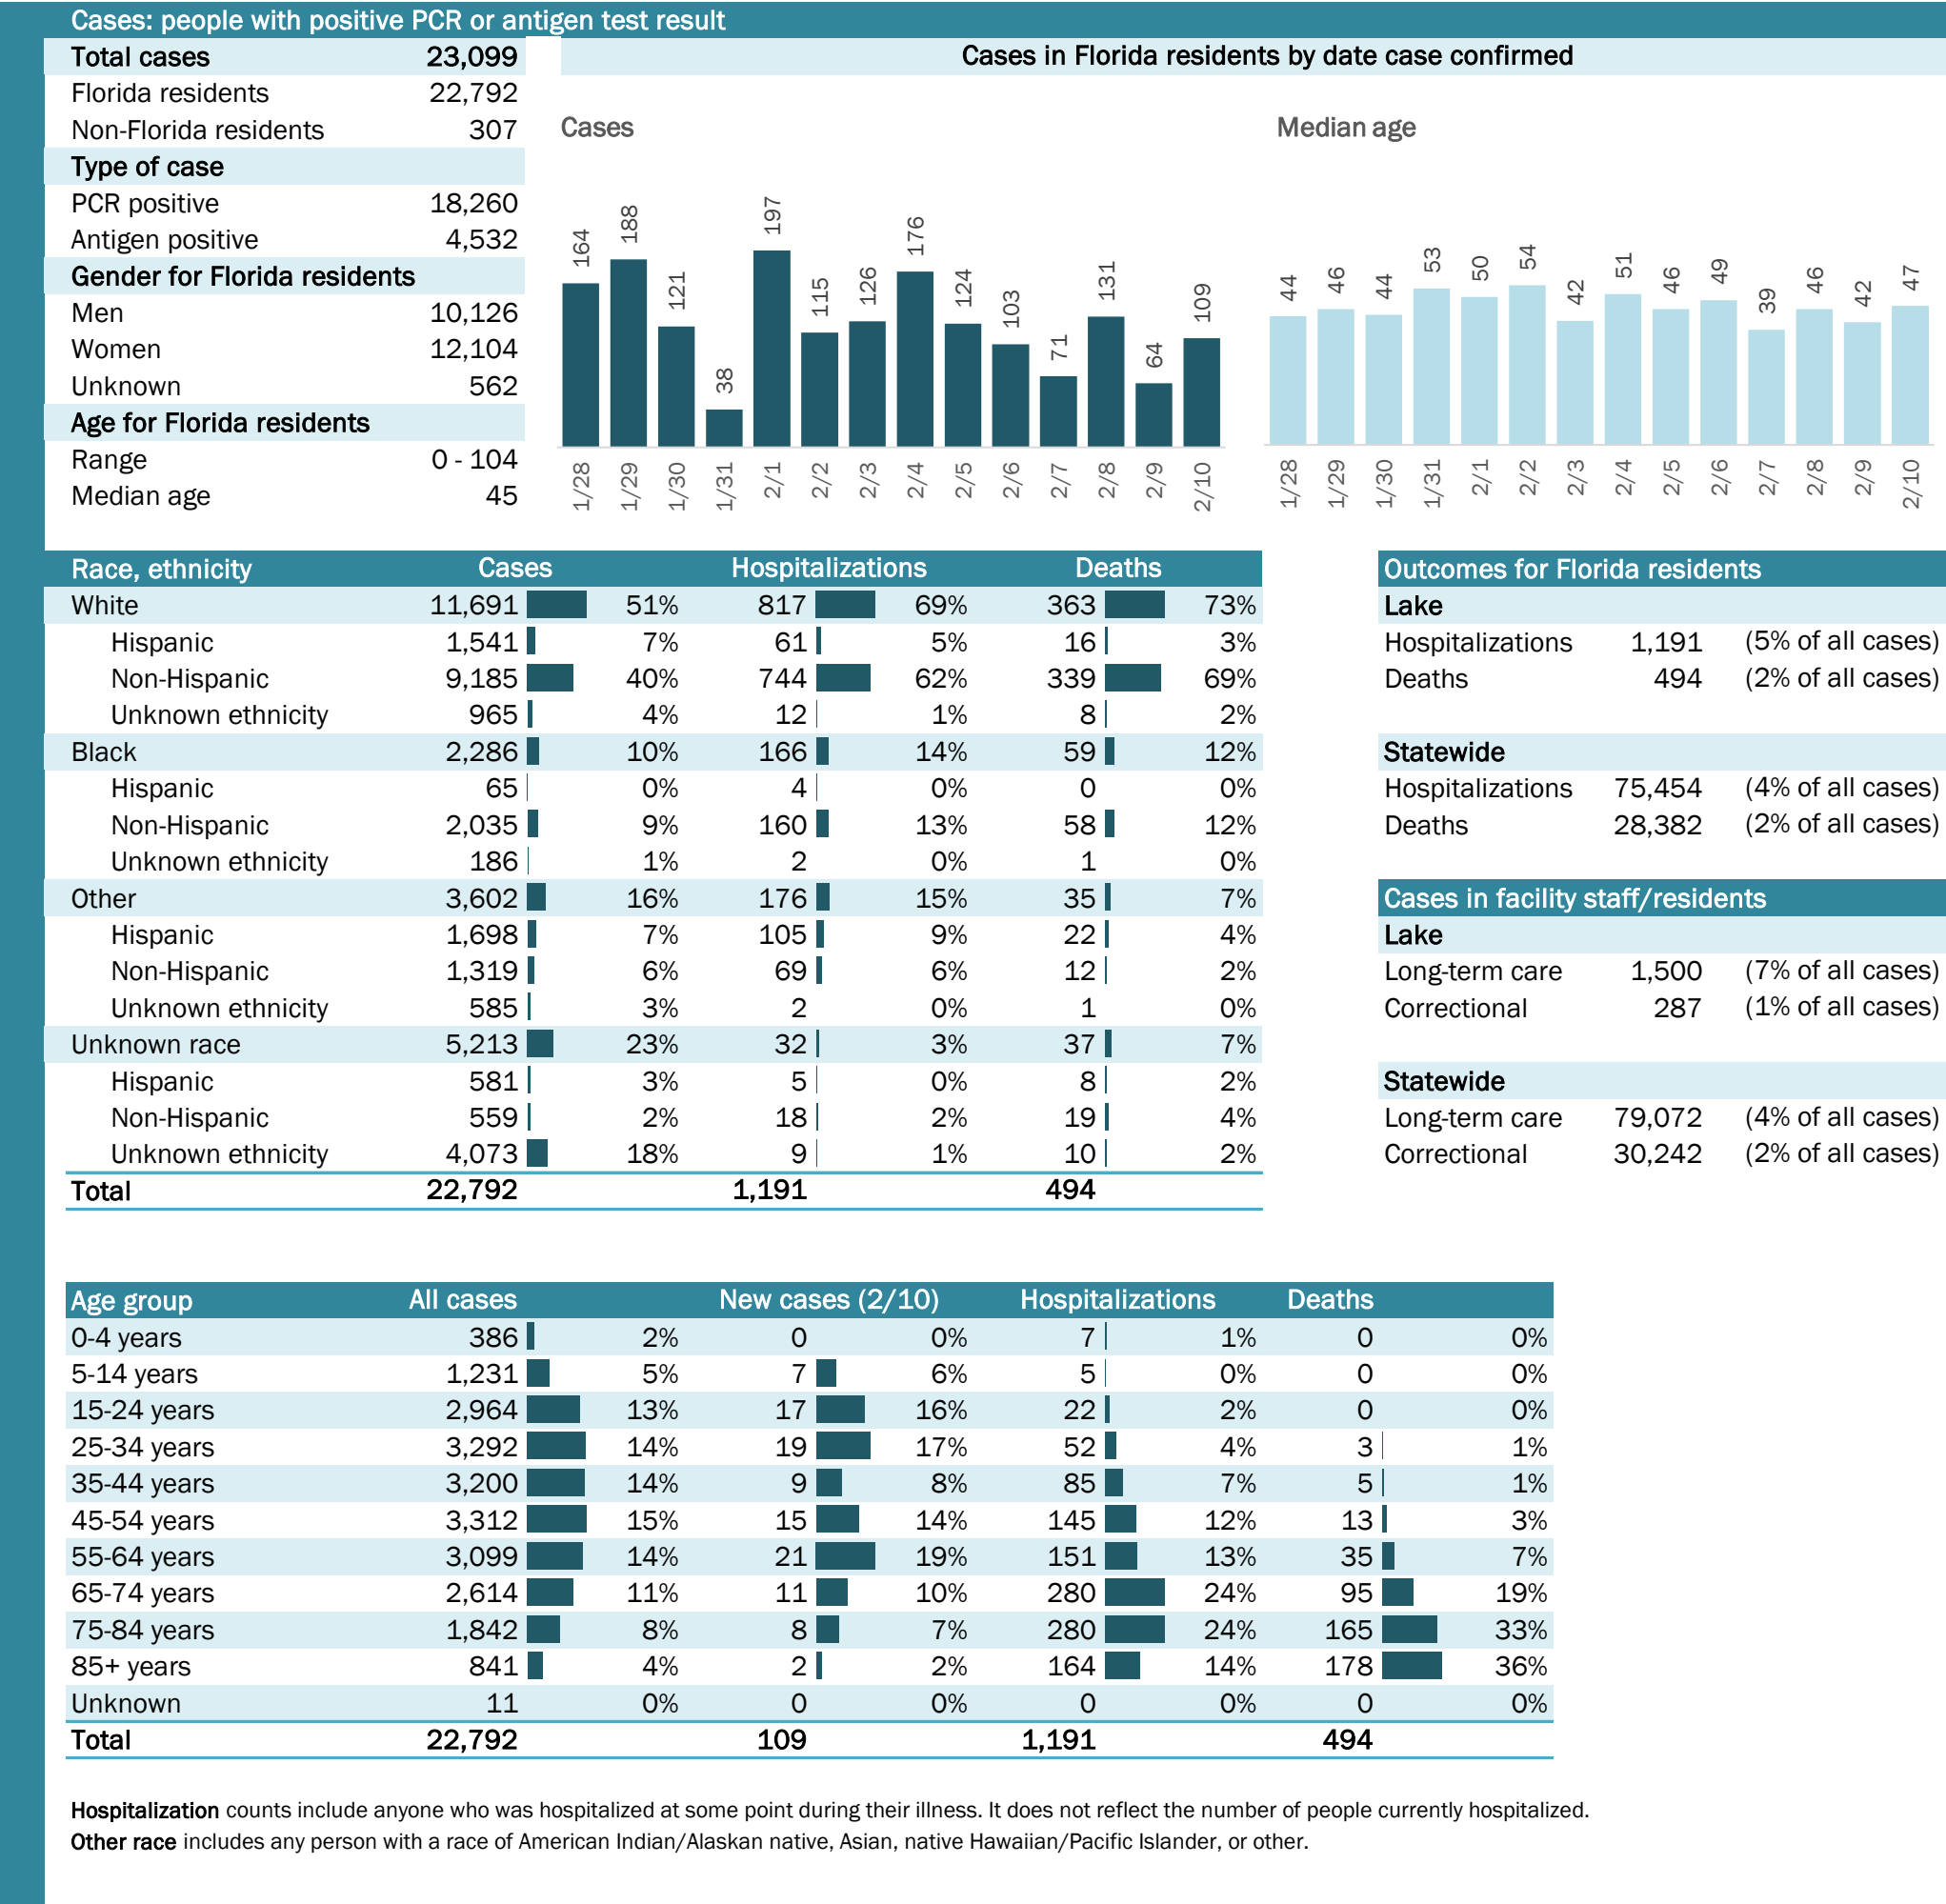 Cases: people with positive PCR or antigen test result
Total cases 23,099
Florida residents 22,792
Non-Florida residents 307
Type of case
PCR positive 18,260
Antigen positive 4,532
Gender for Florida residents
Men 10,126
Women 12,104
Unknown 562
Age for Florida residents
Range 0 - 104
Median age 45
Cases in Florida residents by date case confirmed
Cases
164 188 121 38 197 115 126 176 124 103 71 131 64 109
1/28 1/29 1/30 1/31 2/1 2/2 2/3 2/4 2/5 2/6 2/7 2/8 2/9 2/10
Median age
44 46 44 53 50 54 42 51 46 49 39 46 42 47
1/28 1/29 1/30 1/31 2/1 2/2 2/3 2/4 2/5 2/6 2/7 2/8 2/9 2/10
Race, ethnicity Cases Hospitalizations Deaths
White 11,691 51% 817 69% 363 73%
Hispanic 1,541 7% 61 5% 16 3%
Non-Hispanic 9,185 40% 744 62% 339 69%
Unknown ethnicity 965 4% 12 1% 8 2%
Black 2,286 10% 166 14% 59 12%
Hispanic 65 0% 4 0% 0 0%
Non-Hispanic 2,035 9% 160 13% 58 12%
Unknown ethnicity 186 1% 2 0% 1 0%
Other 3,602 16% 176 15% 35 7%
Hispanic 1,698 7% 105 9% 22 4%
Non-Hispanic 1,319 6% 69 6% 12 2%
Unknown ethnicity 585 3% 2 0% 1 0%
Unknown race 5,213 23% 32 3% 37 7%
Hispanic 581 3% 5 0% 8 2%
Non-Hispanic 559 2% 18 2% 19 4%
Unknown ethnicity 4,073 18% 9 1% 10 2%
Total 22,792 1,191 494
Outcomes for Florida residents
Lake
Hospitalizations 1,191 (5% of all cases)
Deaths 494 (2% of all cases)
Statewide
Hospitalizations 75,454 (4% of all cases)
Deaths 28,382 (2% of all cases)
Cases in facility staff/residents
Lake
Long-term care 1,500 (7% of all cases)
Correctional 287 (1% of all cases)
Statewide
Long-term care 79,072 (4% of all cases)
Correctional 30,242 (2% of all cases)
Age group All cases New cases (2/10) Hospitalizations Deaths
0-4 years 386 2% 0 0% 7 1% 0 0%
5-14 years 1,231 5% 7 6% 5 0% 0 0%
15-24 years 2,964 13% 17 16% 22 2% 0 0%
25-34 years 3,292 14% 19 17% 52 4% 3 1%
35-44 years 3,200 14% 9 8% 85 7% 5 1%
45-54 years 3,312 15% 15 14% 145 12% 13 3%
55-64 years 3,099 14% 21 19% 151 13% 35 7%
65-74 years 2,614 11% 11 10% 280 24% 95 19%
75-84 years 1,842 8% 8 7% 280 24% 165 33%
85+ years 841 4% 2 2% 164 14% 178 36%
Unknown 11 0% 0 0% 0 0% 0 0%
Total 22,792 109 1,191 494
Hospitalization counts include anyone who was hospitalized at some point during their illness. It does not reflect the number of people currently hospitalized.
Other race includes any person with a race of American Indian/Alaskan native, Asian, native Hawaiian/Pacific Islander, or other.